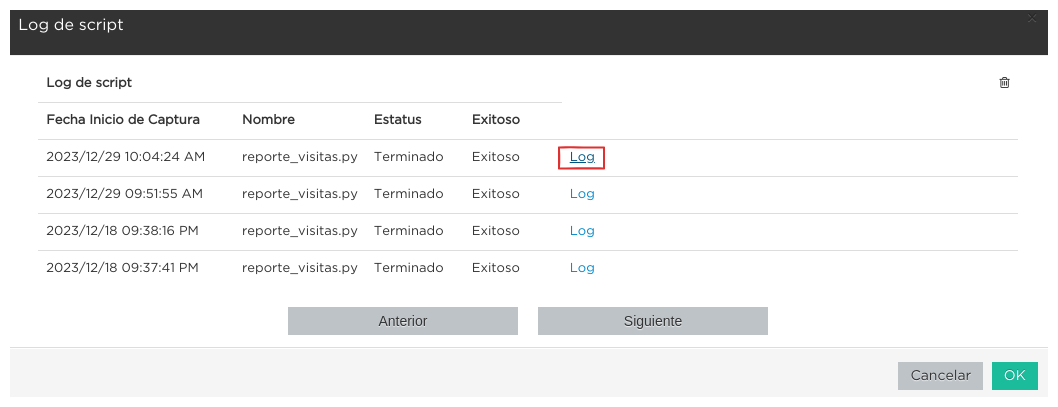 Log de script
Log de script
Fecha Inicio de Captura Nombre Estatus Exitoso
2023/12/29 10:04:24 AM reporte_visitas.py Terminado Exitoso Log
2023/12/29 09:51:55 AM reporte_visitas.py Terminado Exitoso Log
2023/12/18 09:38:16 PM reporte_visitas.py Terminado Exitoso Log
2023/12/18 09:37:41 PM reporte_visitas.py Terminado Exitoso Log
Anterior Siguiente
Cancelar OK